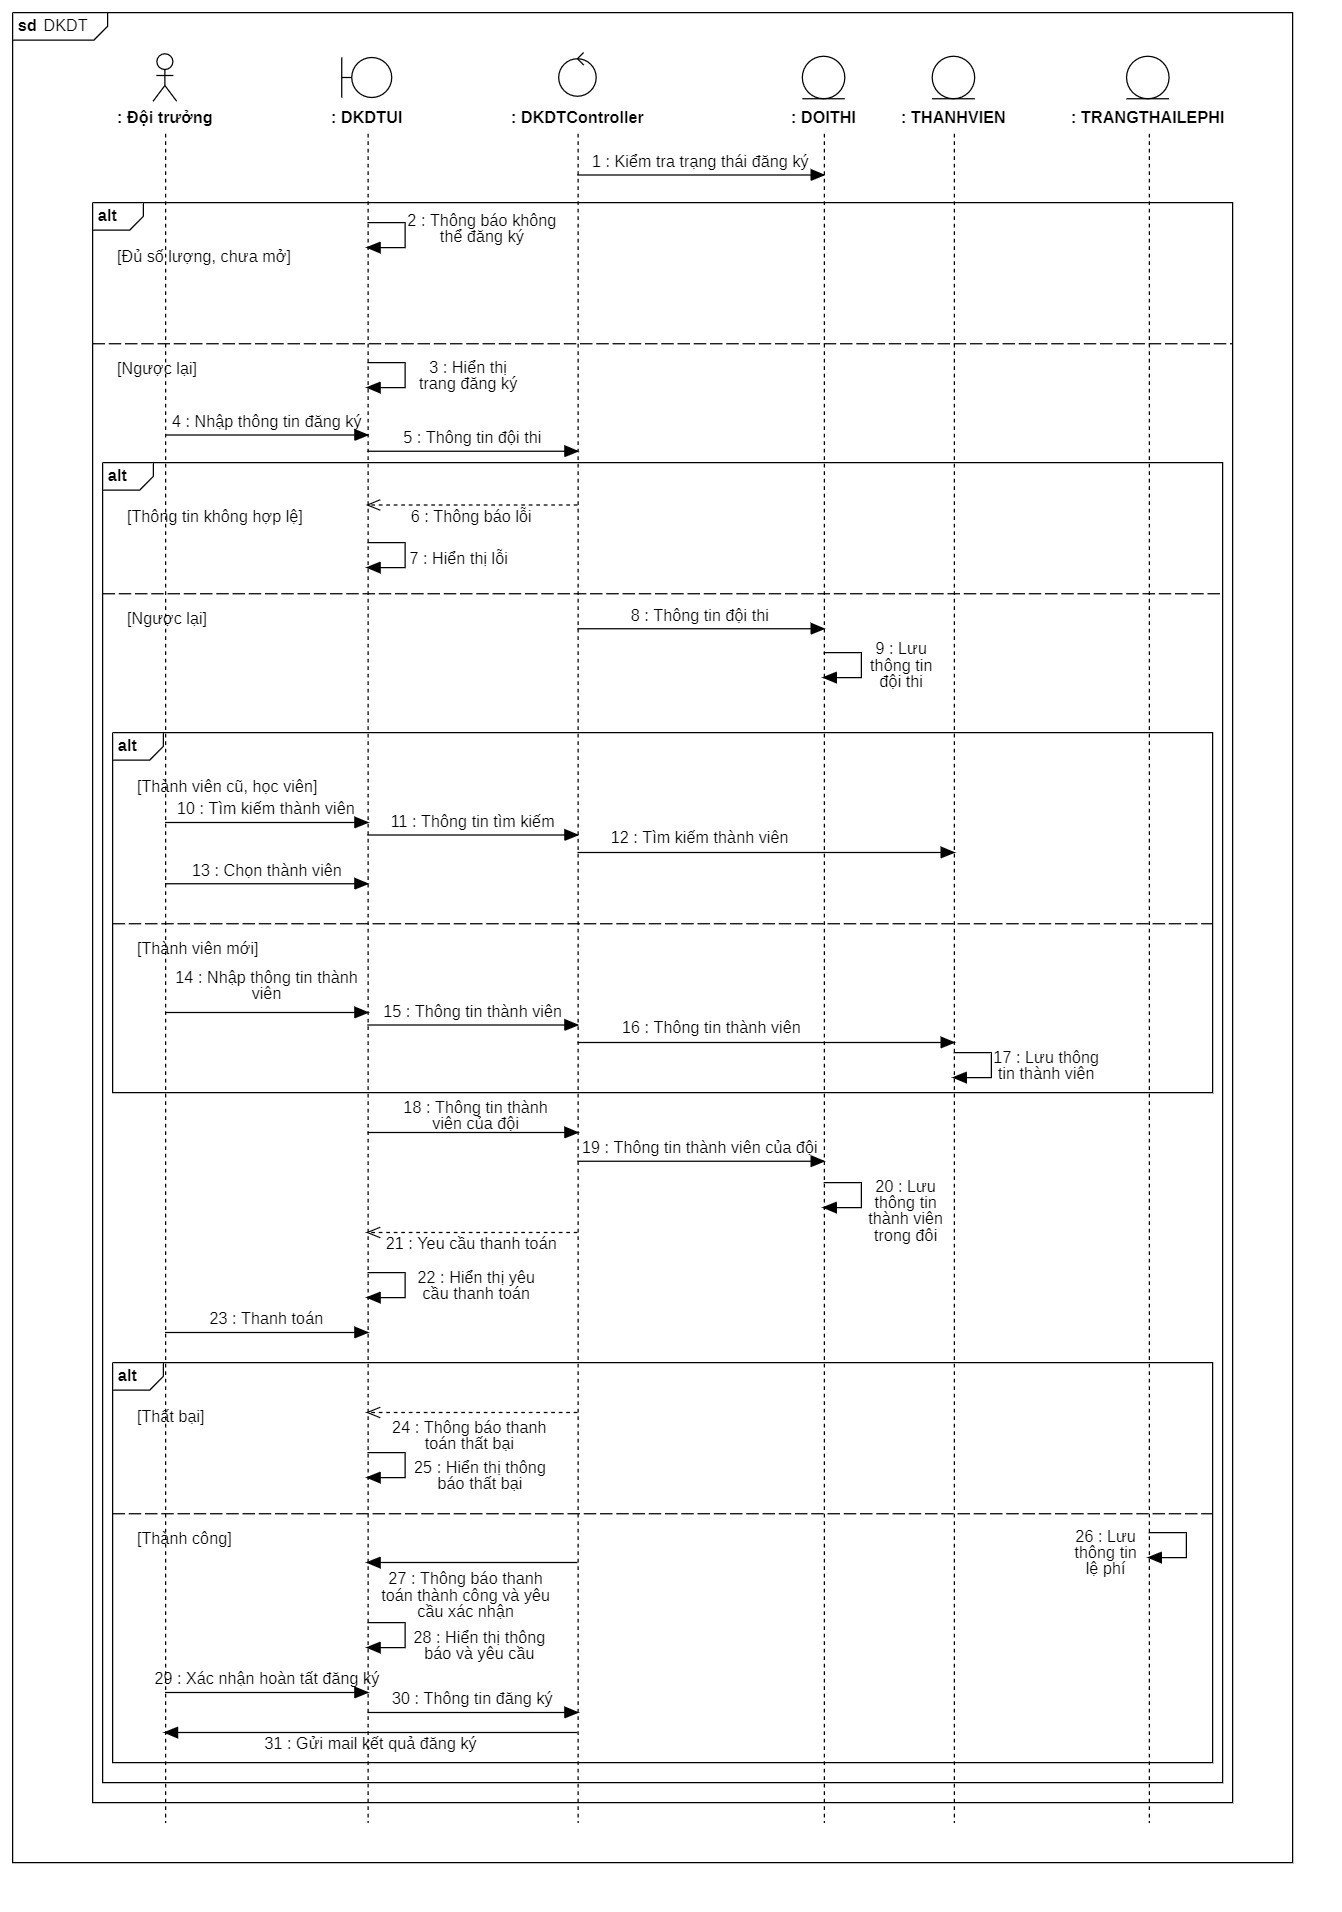 sd DKDT
: Đội trưởng
: DKDTUI
: DKDTController
: DOITHI
: THANHVIEN
: TRANGTHAILEPHI
1 : Kiểm tra trạng thái đăng ký
alt
2 : Thông báo không
thể đăng ký
[Đủ số lượng, chưa mở]
[Ngược lại]
3 : Hiển thị
trang đăng ký
4 : Nhập thông tin đăng ký
5 : Thông tin đội thi
alt
[Thông tin không hợp lệ]
6 : Thông báo lỗi
7 : Hiển thị lỗi
[Ngược lại]
8 : Thông tin đội thi
9 : Lưu
thông tin
đội thi
alt
[Thành viên cũ, học viên]
10 : Tìm kiếm thành viên
11 : Thông tin tìm kiếm
12 : Tìm kiếm thành viên
13 : Chọn thành viên
[Thành viên mới]
14 : Nhập thông tin thành
viên
15 : Thông tin thành viên
16 : Thông tin thành viên
17 : Lưu thông
tin thành viên
18 : Thông tin thành
viên của đội
19 : Thông tin thành viên của đội
20 : Lưu
thông tin
thành viên
trong đôi
21 : Yeu cầu thanh toán
22 : Hiển thị yêu
cầu thanh toán
23 : Thanh toán
alt
[Thất bại]
24 : Thông báo thanh
toán thất bại
25 : Hiển thị thông
báo thất bại
[Thành công]
26 : Lưu
thông tin
lệ phí
27 : Thông báo thanh
toán thành công và yêu
cầu xác nhận
28 : Hiển thị thông
báo và yêu cầu
29 : Xác nhận hoàn tất đăng ký
30 : Thông tin đăng ký
31 : Gửi mail kết quả đăng ký